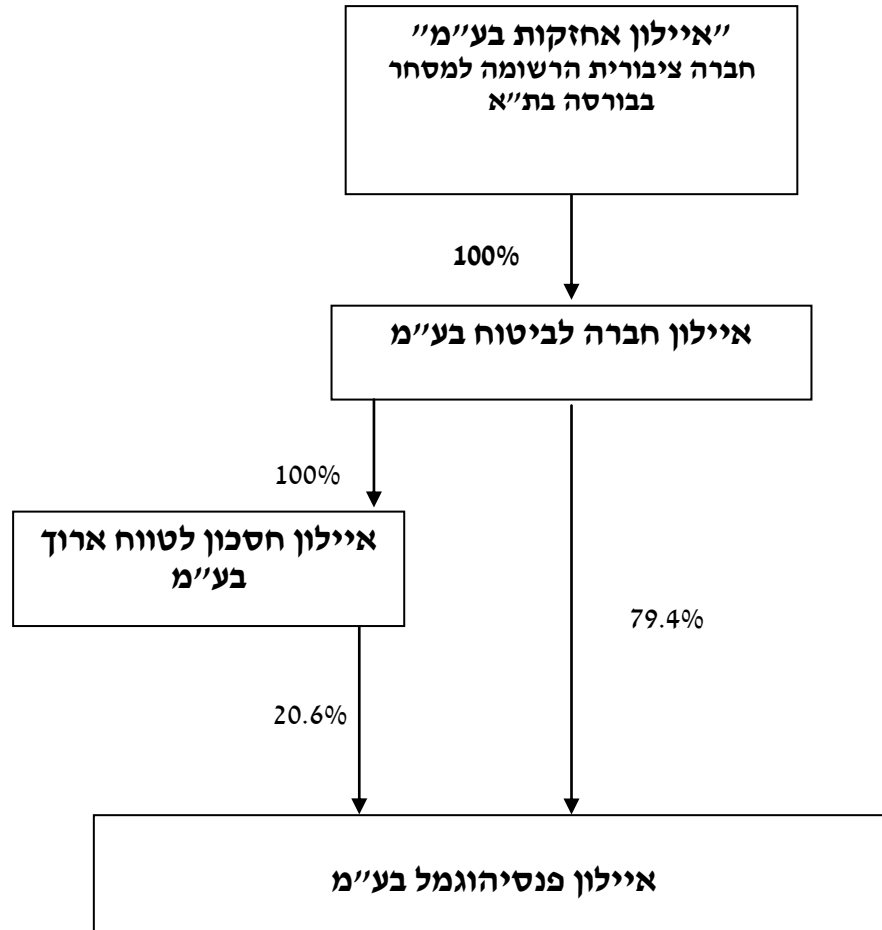 "איילון אחזקות בע"מ"
חברה ציבורית הרשומה למסחר
בבורסה בת"א
100%
איילון חברה לביטוח בע"מ
100%
איילון חסכון לטווח ארוך
בע"מ
79.4%
20.6%
איילון פנסיהוגמל בע"מ